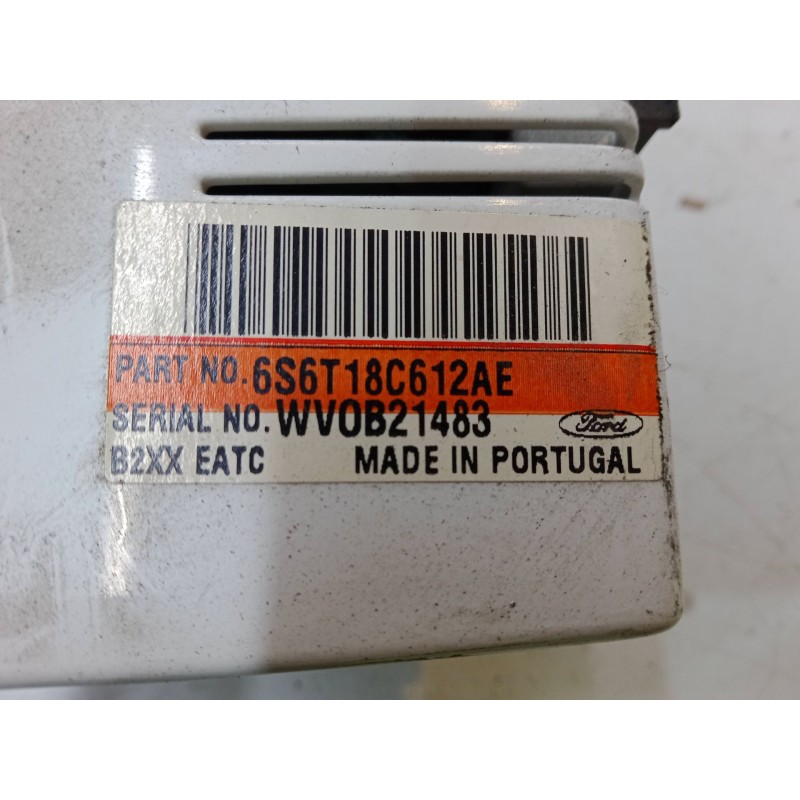 PART NO. 6S6T18C612AE
SERIAL NO. WVOB21483
Ford
B2XX EATC MADE IN PORTUGAL